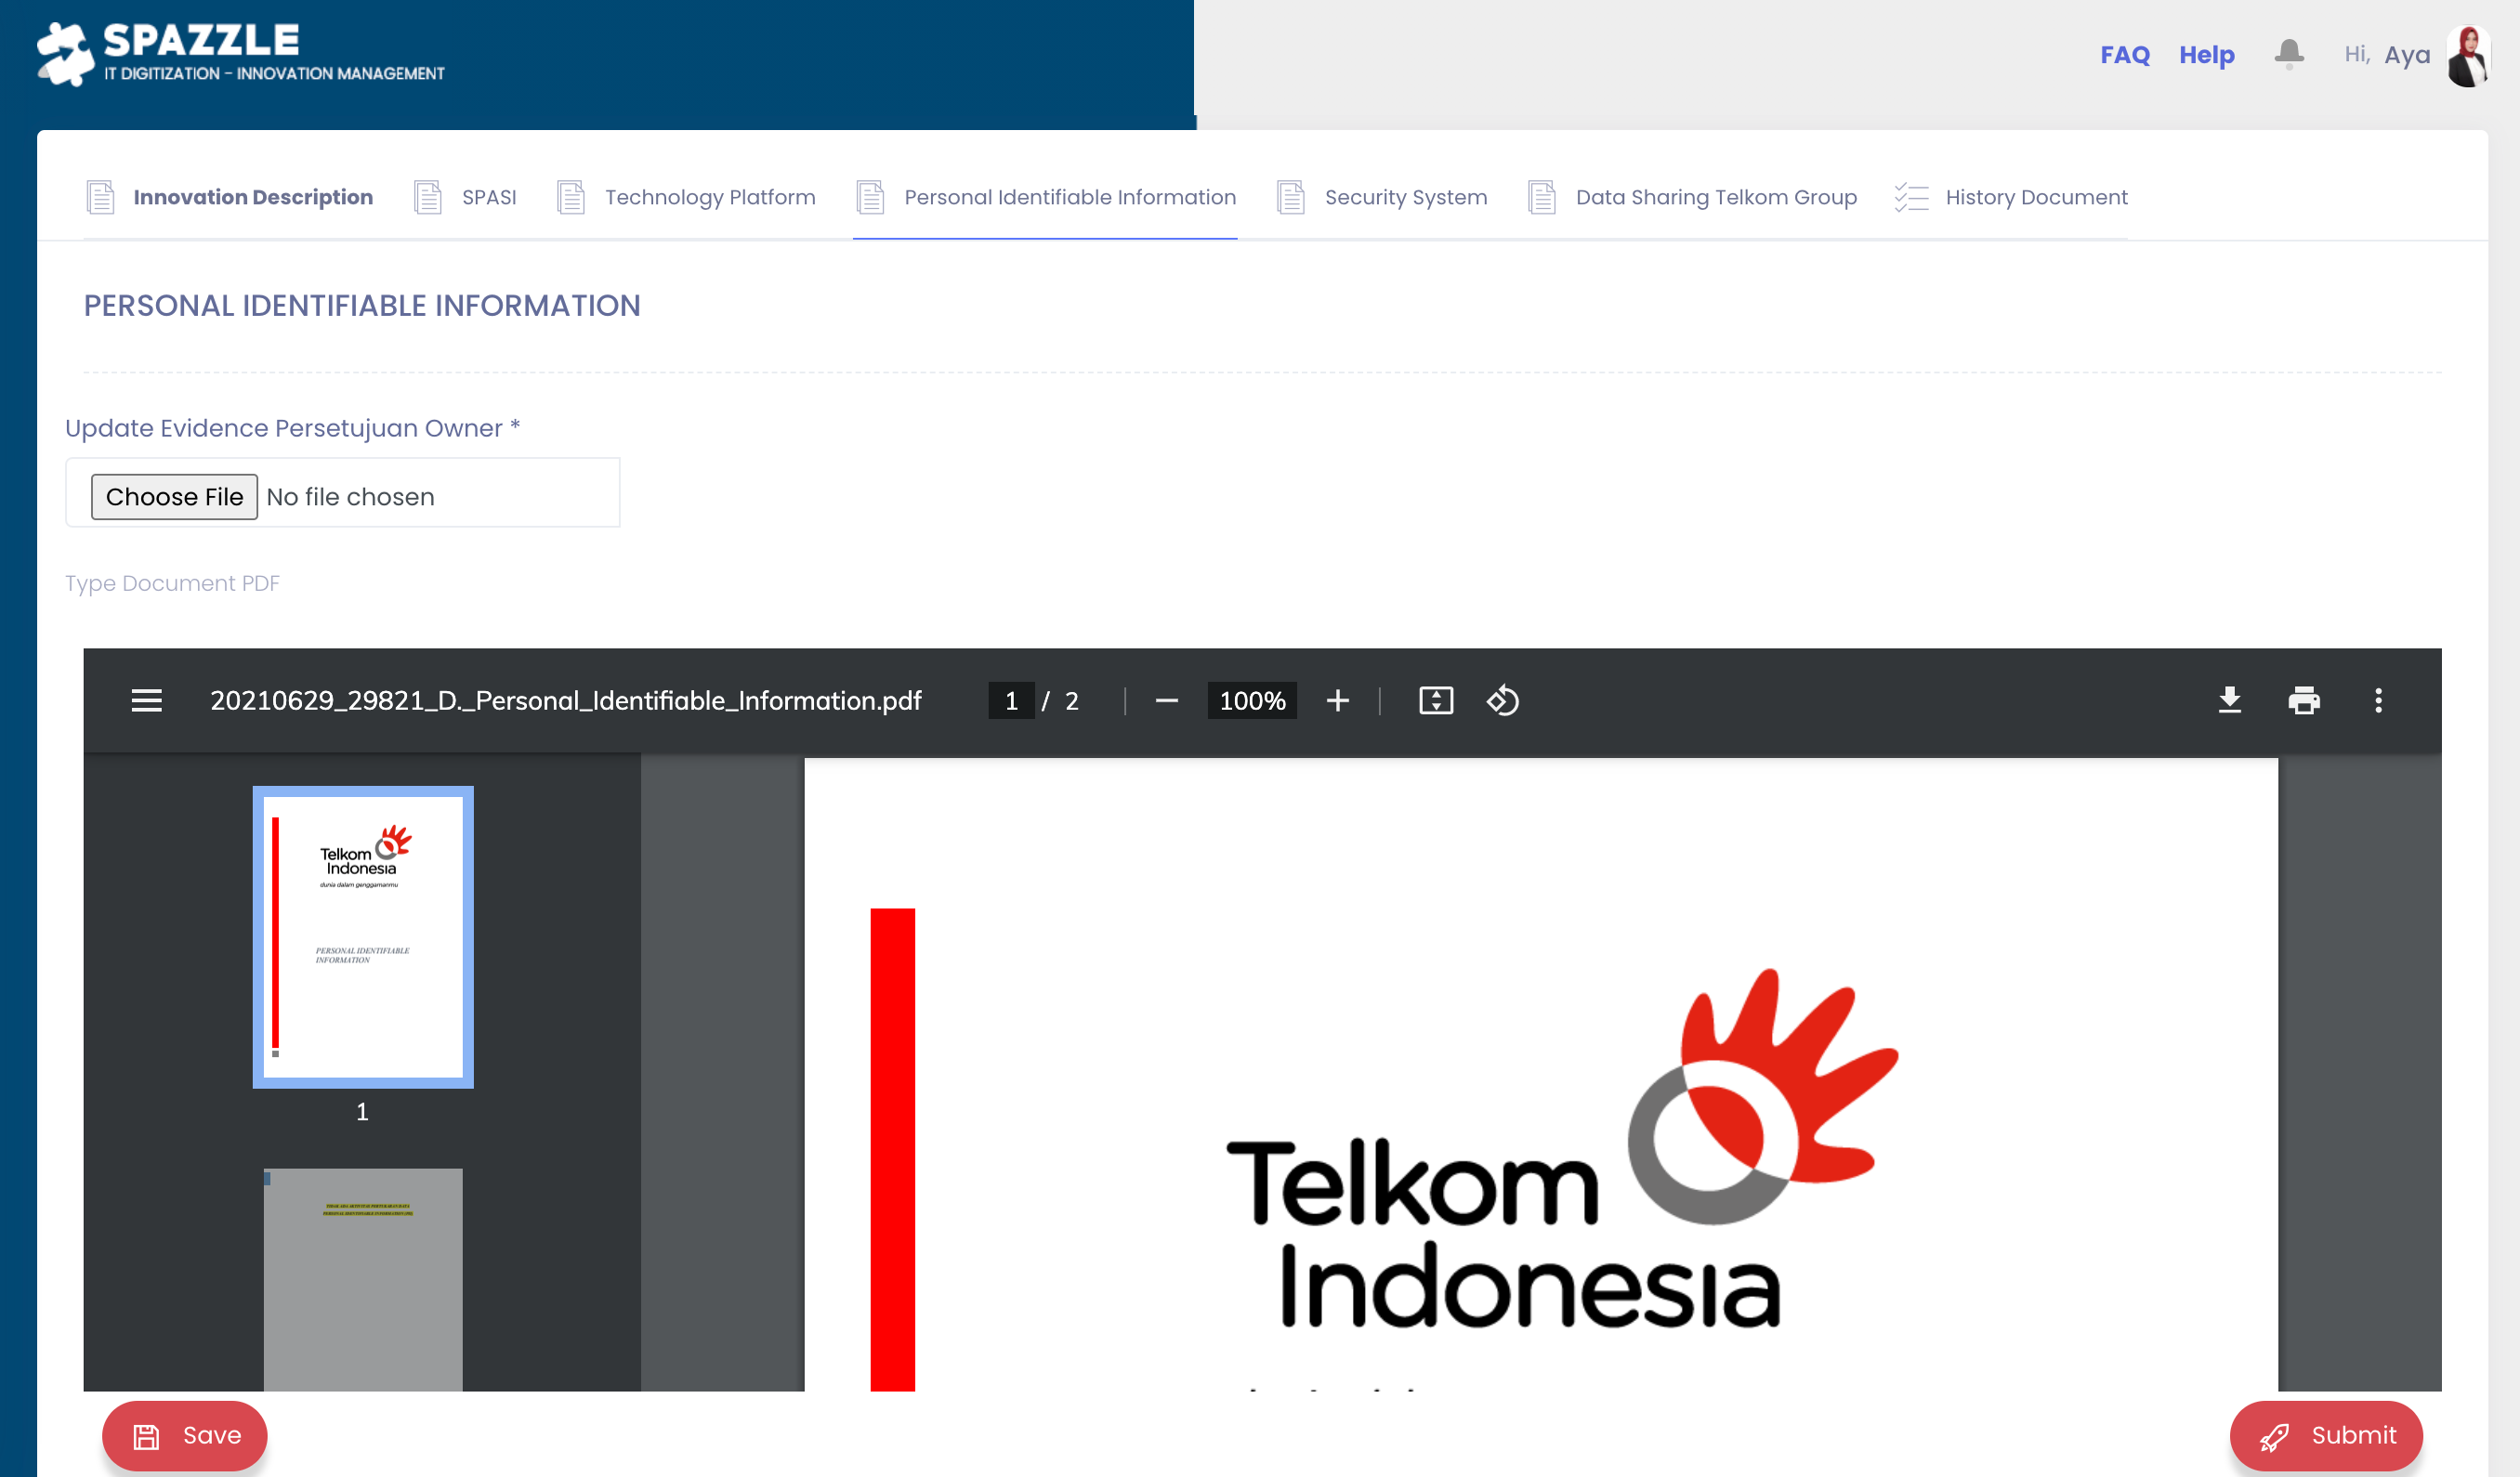 SPAZZLE
IT DIGITIZATION - INNOVATION MANAGEMENT
FAQ Help Hi, Aya
Innovation Description SPASI Technology Platform Personal Identifiable Information Security System Data Sharing Telkom Group History Document
PERSONAL IDENTIFIABLE INFORMATION
Update Evidence Persetujuan Owner *
Choose File No file chosen
Type Document PDF
20210629_29821_D._Personal_Identifiable_Information.pdf 1 / 2 100%
Telkom
Indonesia
dunia dalam genggamanmu
PERSONAL IDENTIFIABLE
INFORMATION
1
Telkom
Indonesia
Save
Submit